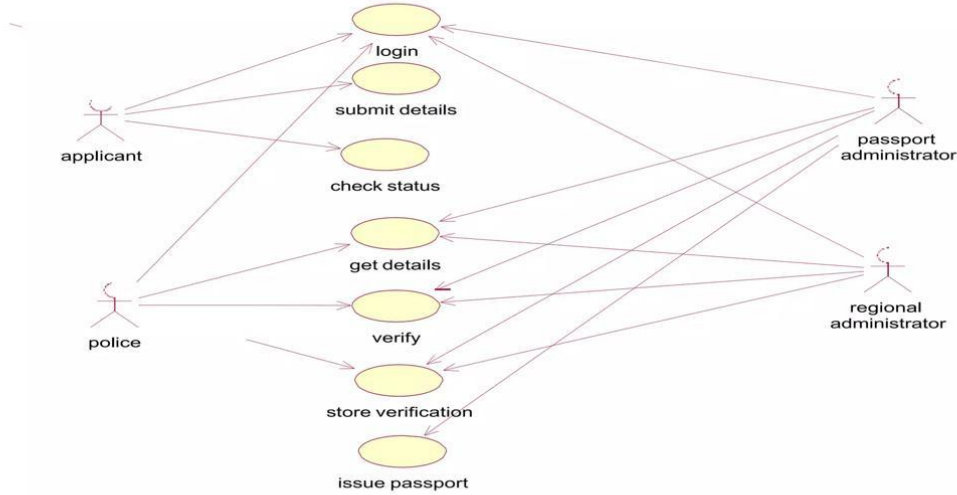 login
submit details
applicant
passport
administrator
check status
get details
regional
administrator
police
verify
store verification
issue passport